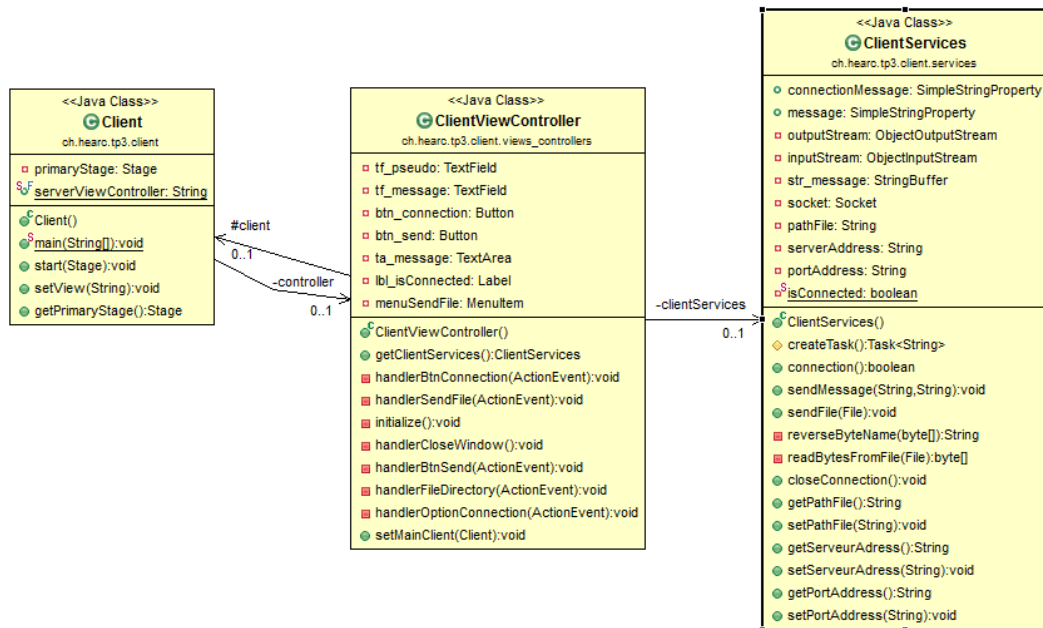 <<Java Class>>
Client
ch.hearc.tp3.client
primaryStage: Stage
serverViewController: String
Client()
main(String[]):void
start(Stage):void
setView(String):void
getPrimaryStage():Stage
#client
0..1
-controller
0..1
<<Java Class>>
ClientViewController
ch.hearc.tp3.client.views_controllers
tf_pseudo: TextField
tf_message: TextField
btn_connection: Button
btn_send: Button
ta_message: TextArea
lbl_isConnected: Label
menuSendFile: MenuItem
ClientViewController()
getClientServices():ClientServices
handlerBtnConnection(ActionEvent):void
handlerSendFile(ActionEvent):void
initialize():void
handlerCloseWindow():void
handlerBtnSend(ActionEvent):void
handlerFileDirectory(ActionEvent):void
handlerOptionConnection(ActionEvent):void
setMainClient(Client):void
-clientServices
0..1
<<Java Class>>
ClientServices
ch.hearc.tp3.client.services
connectionMessage: SimpleStringProperty
message: SimpleStringProperty
outputStream: ObjectOutputStream
inputStream: ObjectInputStream
str_message: StringBuffer
socket: Socket
pathFile: String
serverAddress: String
portAddress: String
isConnected: boolean
ClientServices()
createTask():Task<String>
connection():boolean
sendMessage(String,String):void
sendFile(File):void
reverseByteName(byte[]):String
readBytesFromFile(File):byte[]
closeConnection():void
getPathFile():String
setPathFile(String):void
getServeurAdress():String
setServeurAdress(String):void
getPortAddress():String
setPortAddress(String):void